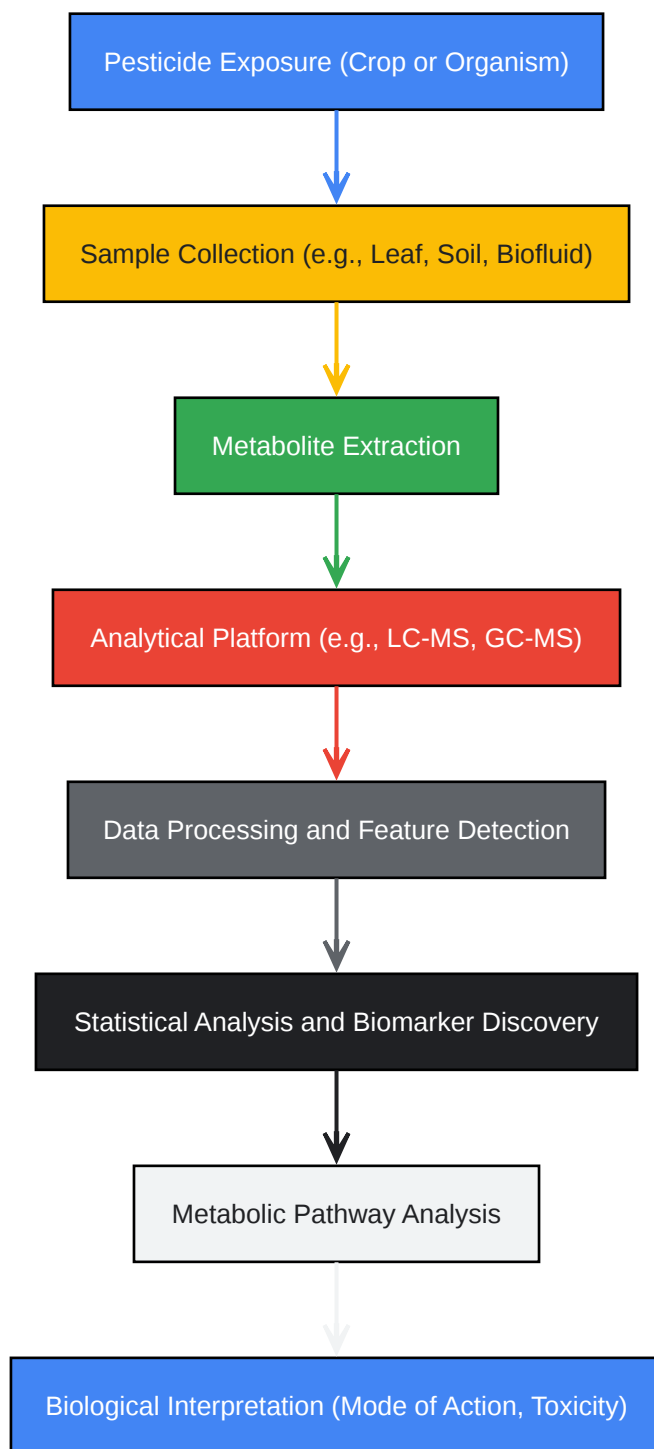 Pesticide Exposure (Crop or Organism)
Sample Collection (e.g., Leaf, Soil, Biofluid)
Metabolite Extraction
Analytical Platform (e.g., LC-MS, GC-MS)
Data Processing and Feature Detection
Statistical Analysis and Biomarker Discovery
Metabolic Pathway Analysis
Biological Interpretation (Mode of Action, Toxicity)